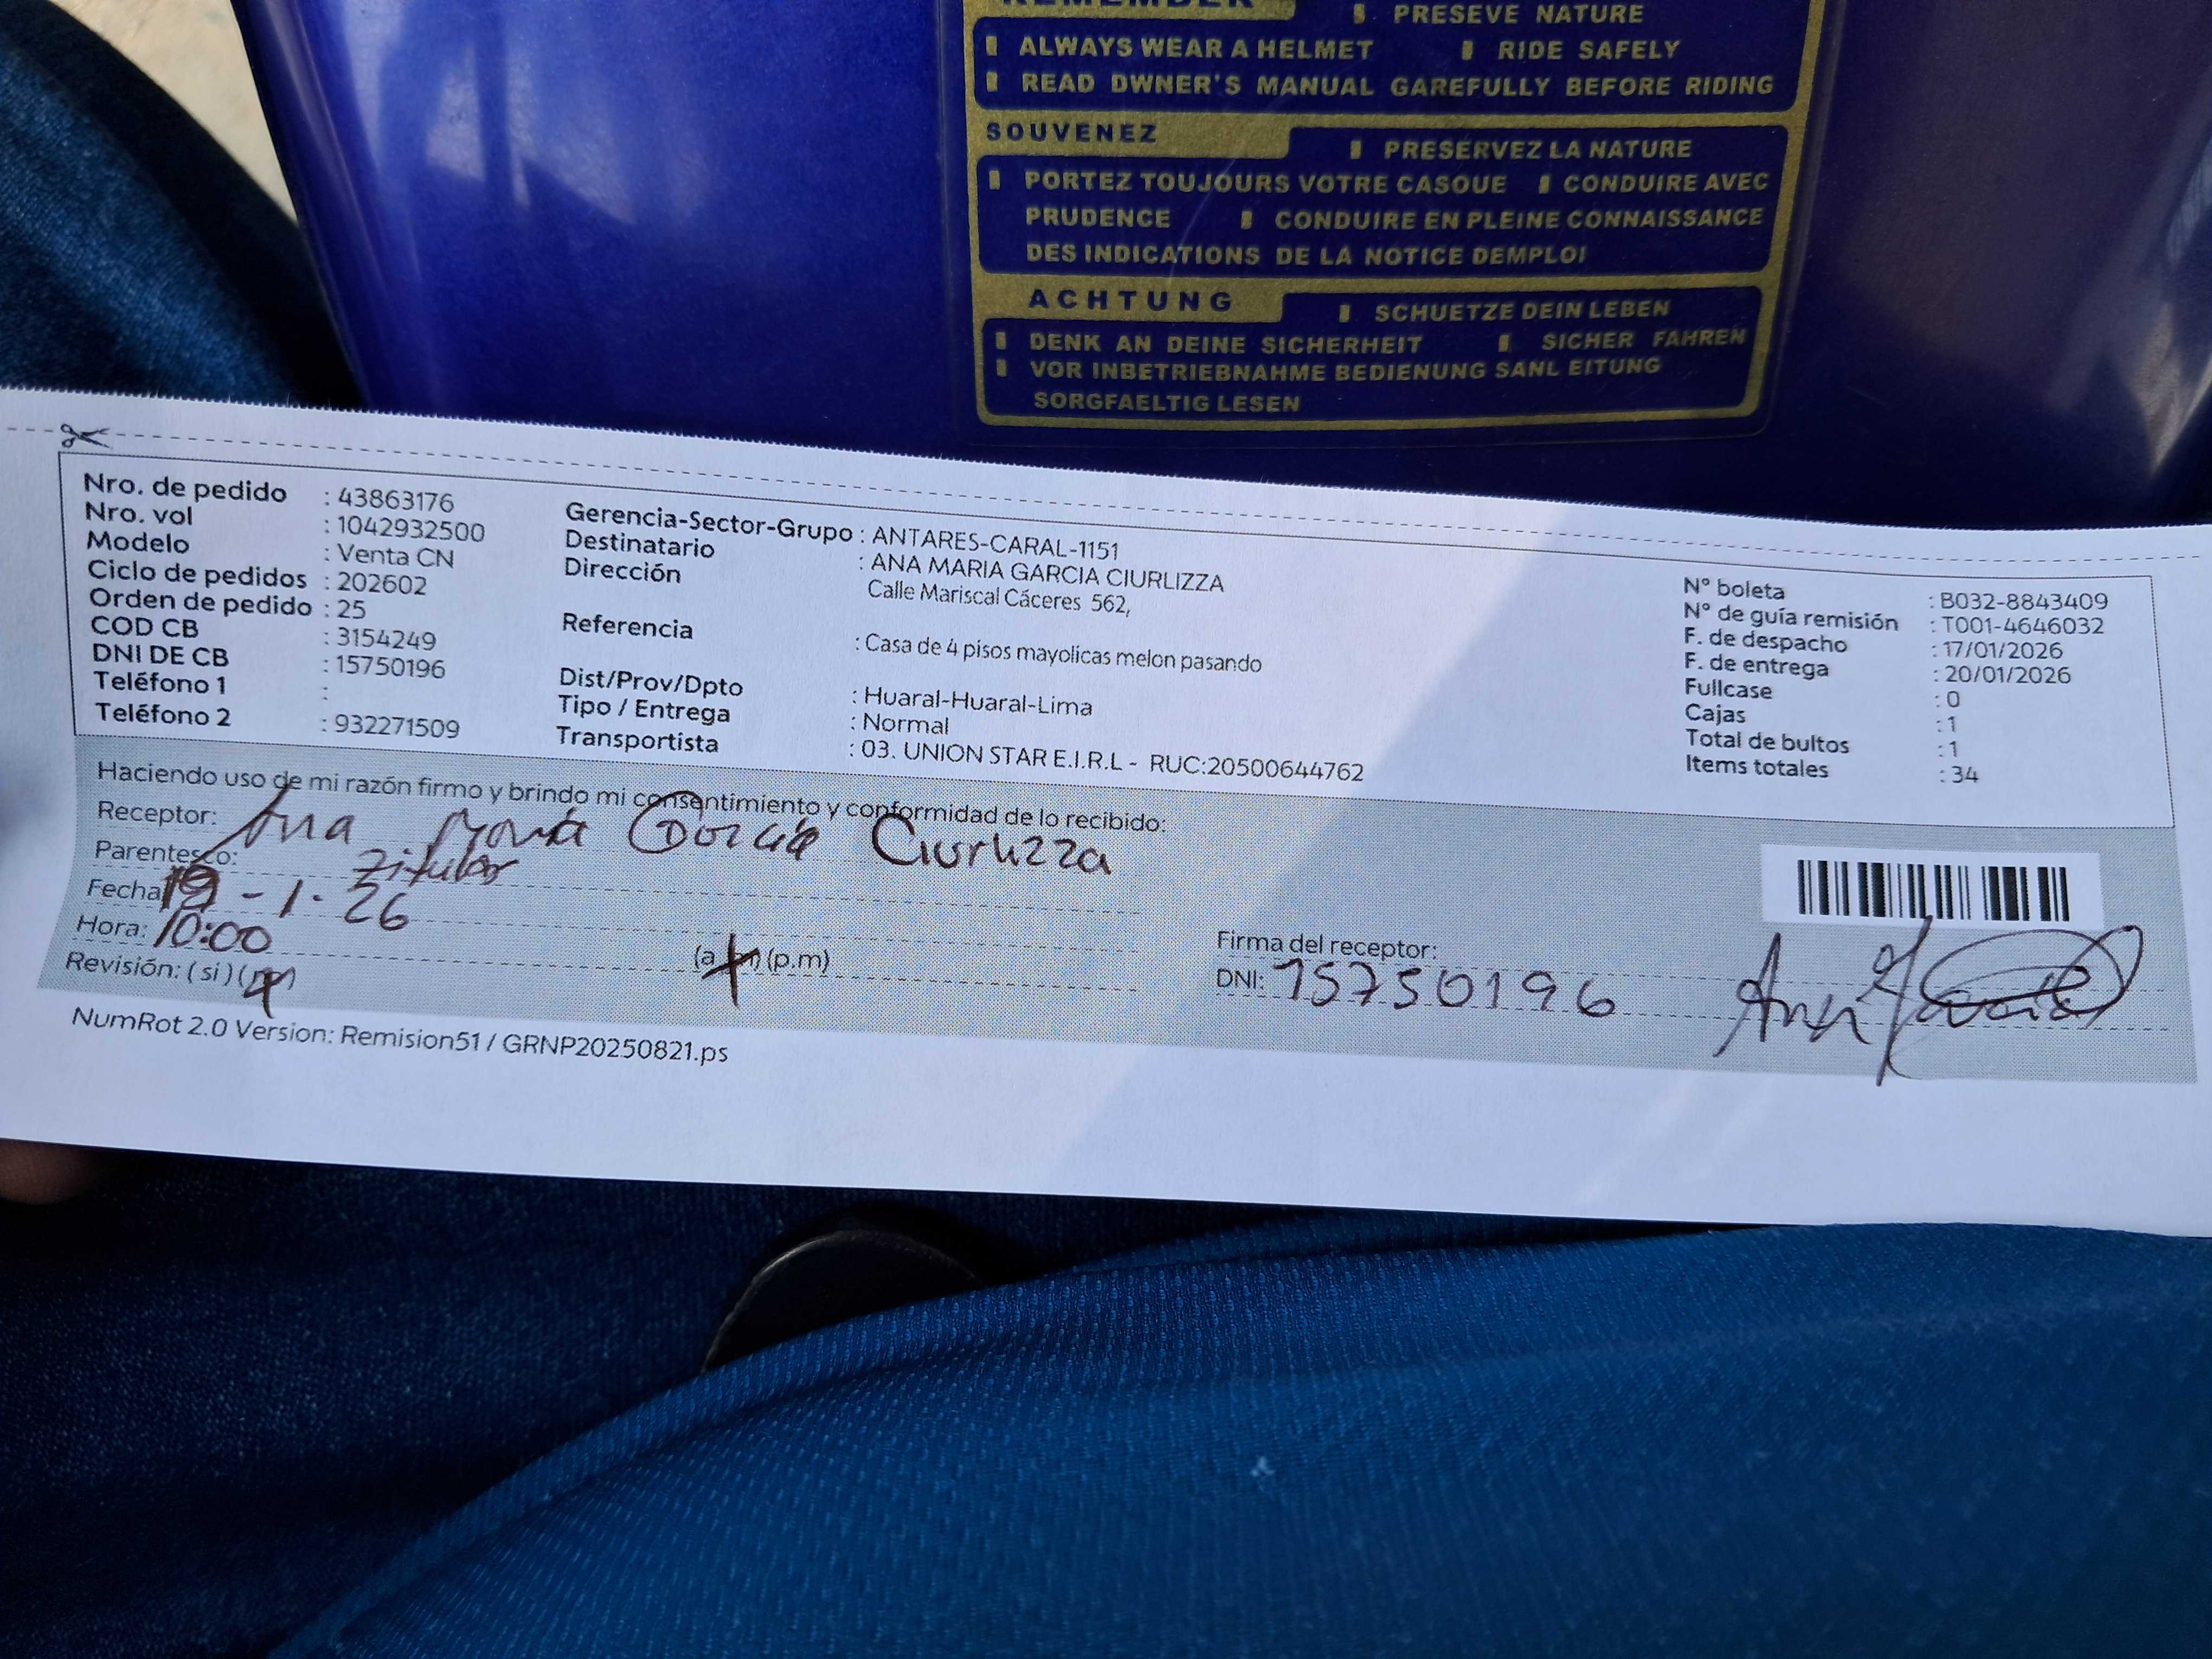 REMEMBER ▮ PRESEVE NATURE
▮ ALWAYS WEAR A HELMET ▮ RIDE SAFELY
▮ READ DWNER'S MANUAL GAREFULLY BEFORE RIDING
SOUVENEZ ▮ PRESERVEZ LA NATURE
▮ PORTEZ TOUJOURS VOTRE CASOUE ▮ CONDUIRE AVEC
PRUDENCE ▮ CONDUIRE EN PLEINE CONNAISSANCE
DES INDICATIONS DE LA NOTICE DEMPLOI
ACHTUNG ▮ SCHUETZE DEIN LEBEN
▮ DENK AN DEINE SICHERHEIT ▮ SICHER FAHREN
▮ VOR INBETRIEBNAHME BEDIENUNG SANL EITUNG
SORGFAELTIG LESEN
Nro. de pedido : 43863176
Nro. vol : 1042932500
Modelo : Venta CN
Ciclo de pedidos : 202602
Orden de pedido : 25
COD CB : 3154249
DNI DE CB : 15750196
Teléfono 1 :
Teléfono 2 : 932271509
Gerencia-Sector-Grupo : ANTARES-CARAL-1151
Destinatario : ANA MARIA GARCIA CIURLIZZA
Dirección Calle Mariscal Cáceres 562,
Referencia : Casa de 4 pisos mayolicas melon pasando
Dist/Prov/Dpto : Huaral-Huaral-Lima
Tipo / Entrega : Normal
Transportista : 03. UNION STAR E.I.R.L - RUC:20500644762
N° boleta : B032-8843409
N° de guía remisión : T001-4646032
F. de despacho : 17/01/2026
F. de entrega : 20/01/2026
Fullcase : 0
Cajas : 1
Total de bultos : 1
Items totales : 34
Haciendo uso de mi razón firmo y brindo mi consentimiento y conformidad de lo recibido:
Receptor: Ana María García Ciurlizza
Parentesco: Titular
Fecha 19 - 1 . 26
Hora: 10:00 (a.m) (p.m)
Revisión: (si) (no)
Firma del receptor:
DNI: 15750196
NumRot 2.0 Version: Remision51 / GRNP20250821.ps